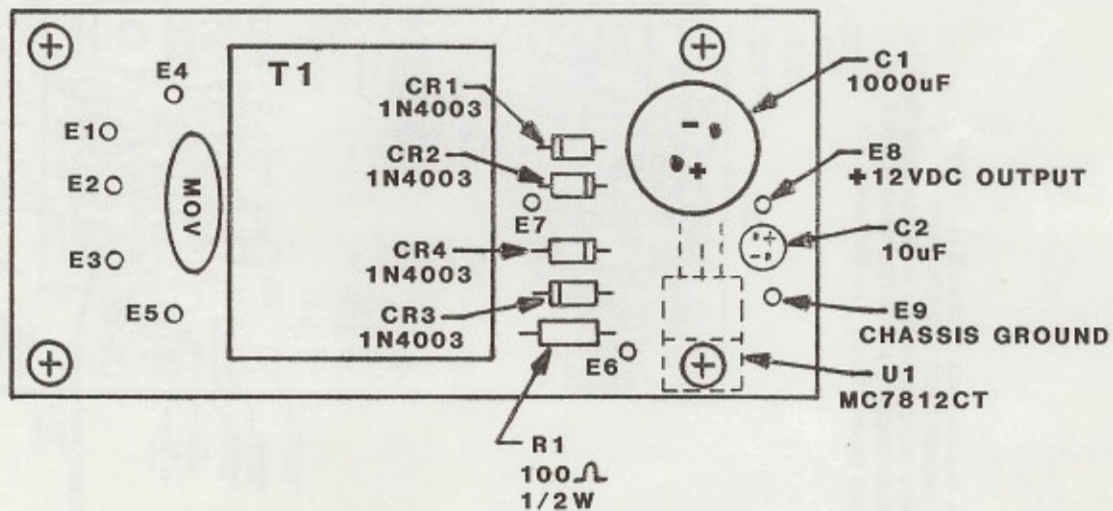 T1
E4
E1
E2
E3
E5
MOV
CR1
1N4003
CR2
1N4003
E7
CR4
1N4003
CR3
1N4003
E6
R1
100Ω
1/2W
- 
+
C1
1000uF
E8
+12VDC OUTPUT
+
-
C2
10uF
E9
CHASSIS GROUND
U1
MC7812CT